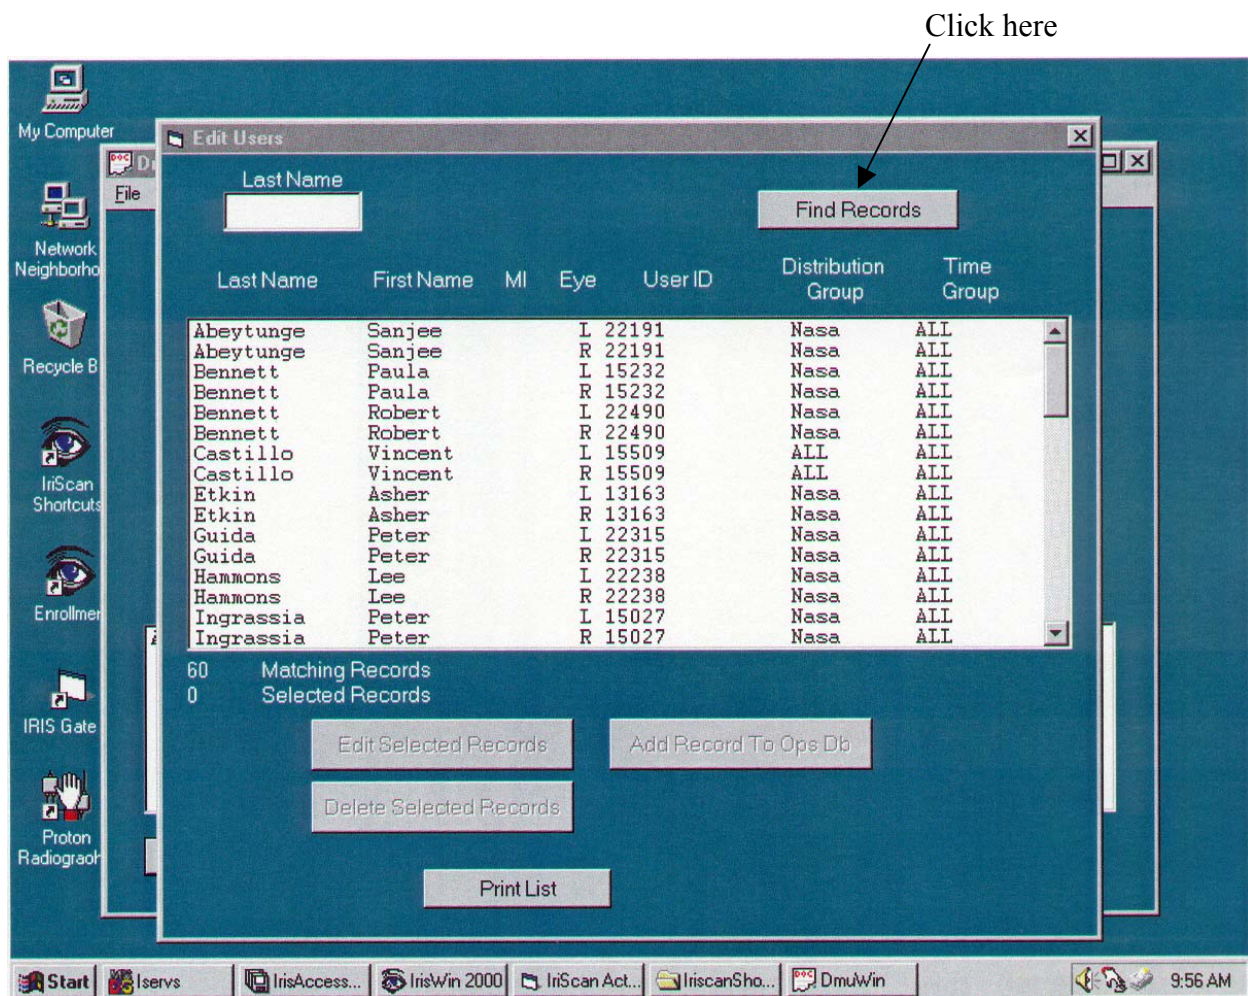 Click here
My Computer
Edit Users
File
Last Name
Find Records
Network
Neighborho
Last Name First Name MI Eye User ID Distribution Group Time Group
Abeytunge Sanjee L 22191 Nasa ALL
Abeytunge Sanjee R 22191 Nasa ALL
Bennett Paula L 15232 Nasa ALL
Bennett Paula R 15232 Nasa ALL
Bennett Robert L 22490 Nasa ALL
Bennett Robert R 22490 Nasa ALL
Castillo Vincent L 15509 ALL ALL
Castillo Vincent R 15509 ALL ALL
Etkin Asher L 13163 Nasa ALL
Etkin Asher R 13163 Nasa ALL
Guida Peter L 22315 Nasa ALL
Guida Peter R 22315 Nasa ALL
Hammons Lee L 22238 Nasa ALL
Hammons Lee R 22238 Nasa ALL
Ingrassia Peter L 15027 Nasa ALL
Ingrassia Peter R 15027 Nasa ALL
Recycle B
IriScan
Shortcuts
Enrollmer
IRIS Gate
Proton
Radiograph
60 Matching Records
0 Selected Records
Edit Selected Records Add Record To Ops Db
Delete Selected Records
Print List
Start Iservs IrisAccess... IrisWin 2000 IriScan Act... IriscanSho... DmuWin 9:56 AM